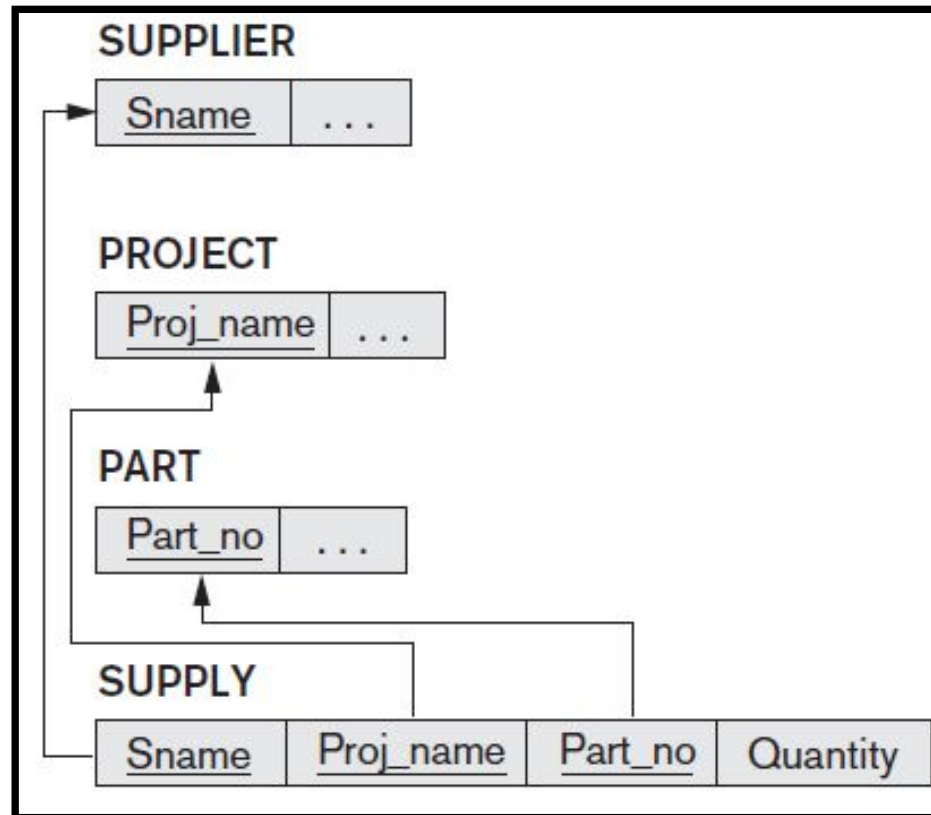 SUPPLIER
Sname ...
PROJECT
Proj_name ...
PART
Part_no ...
SUPPLY
Sname Proj_name Part_no Quantity